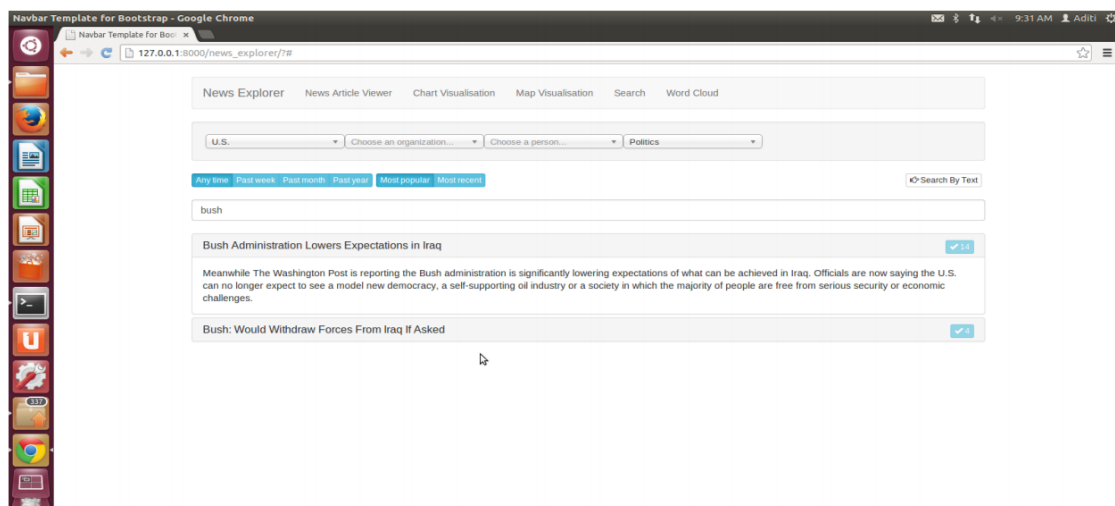 Navbar Template for Bootstrap - Google Chrome
9:31 AM Aditi
Navbar Template for Boo
127.0.0.1:8000/news_explorer/?#
News Explorer News Article Viewer Chart Visualisation Map Visualisation Search Word Cloud
U.S. Choose an organization... Choose a person... Politics
Any time Past week Past month Past year Most popular Most recent Search By Text
bush
Bush Administration Lowers Expectations in Iraq 14
Meanwhile The Washington Post is reporting the Bush administration is significantly lowering expectations of what can be achieved in Iraq. Officials are now saying the U.S.
can no longer expect to see a model new democracy, a self-supporting oil industry or a society in which the majority of people are free from serious security or economic
challenges.
Bush: Would Withdraw Forces From Iraq If Asked 4
337